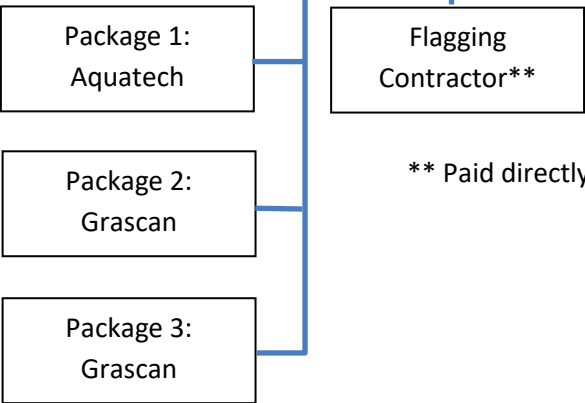 Package 1:
Aquatech
Flagging
Contractor**
** Paid directly
Package 2:
Grascan
Package 3:
Grascan